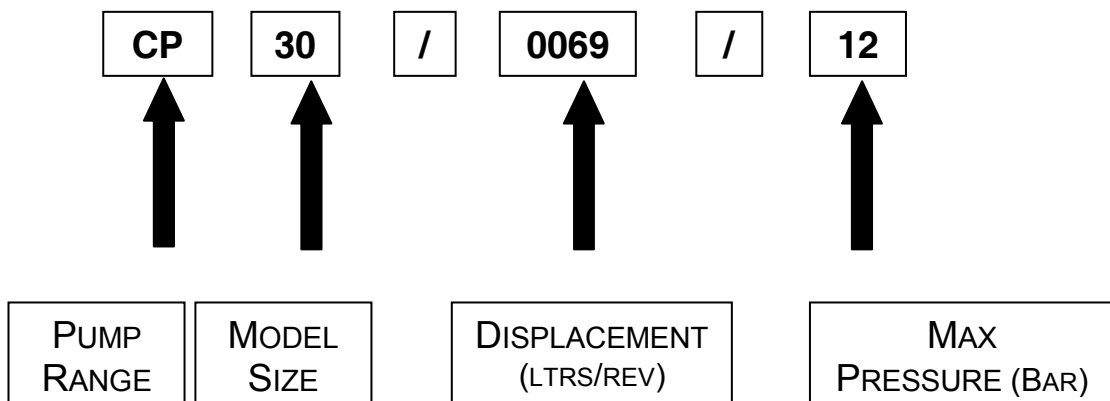 CP 30 / 0069 / 12
PUMP RANGE
MODEL SIZE
DISPLACEMENT (LTRS/REV)
MAX PRESSURE (BAR)